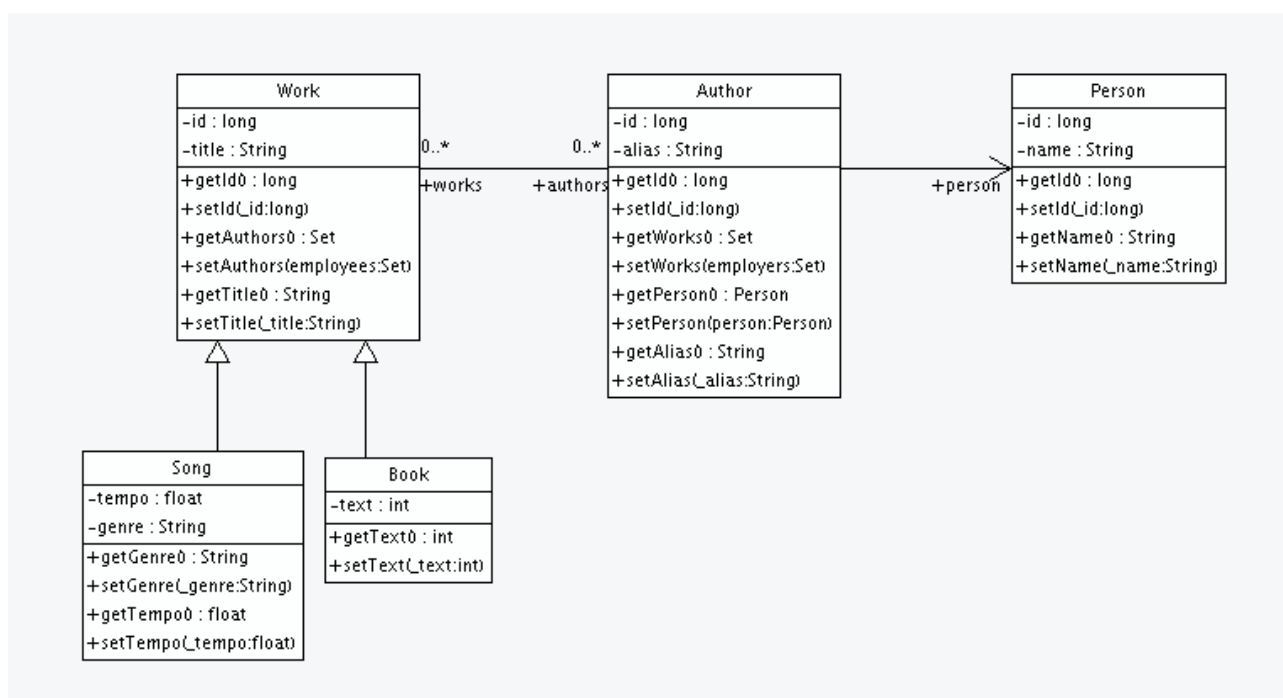 Work
-id : long
-title : String
+getId() : long
+setId(_id:long)
+getAuthors() : Set
+setAuthors(employees:Set)
+getTitle() : String
+setTitle(_title:String)
0..*
+works
0..*
+authors
Author
-id : long
-alias : String
+getId() : long
+setId(_id:long)
+getWorks() : Set
+setWorks(employers:Set)
+getPerson() : Person
+setPerson(person:Person)
+getAlias() : String
+setAlias(_alias:String)
+person
Person
-id : long
-name : String
+getId() : long
+setId(_id:long)
+getName() : String
+setName(_name:String)
Song
-tempo : float
-genre : String
+getGenre() : String
+setGenre(_genre:String)
+getTempo() : float
+setTempo(_tempo:float)
Book
-text : int
+getText() : int
+setText(_text:int)